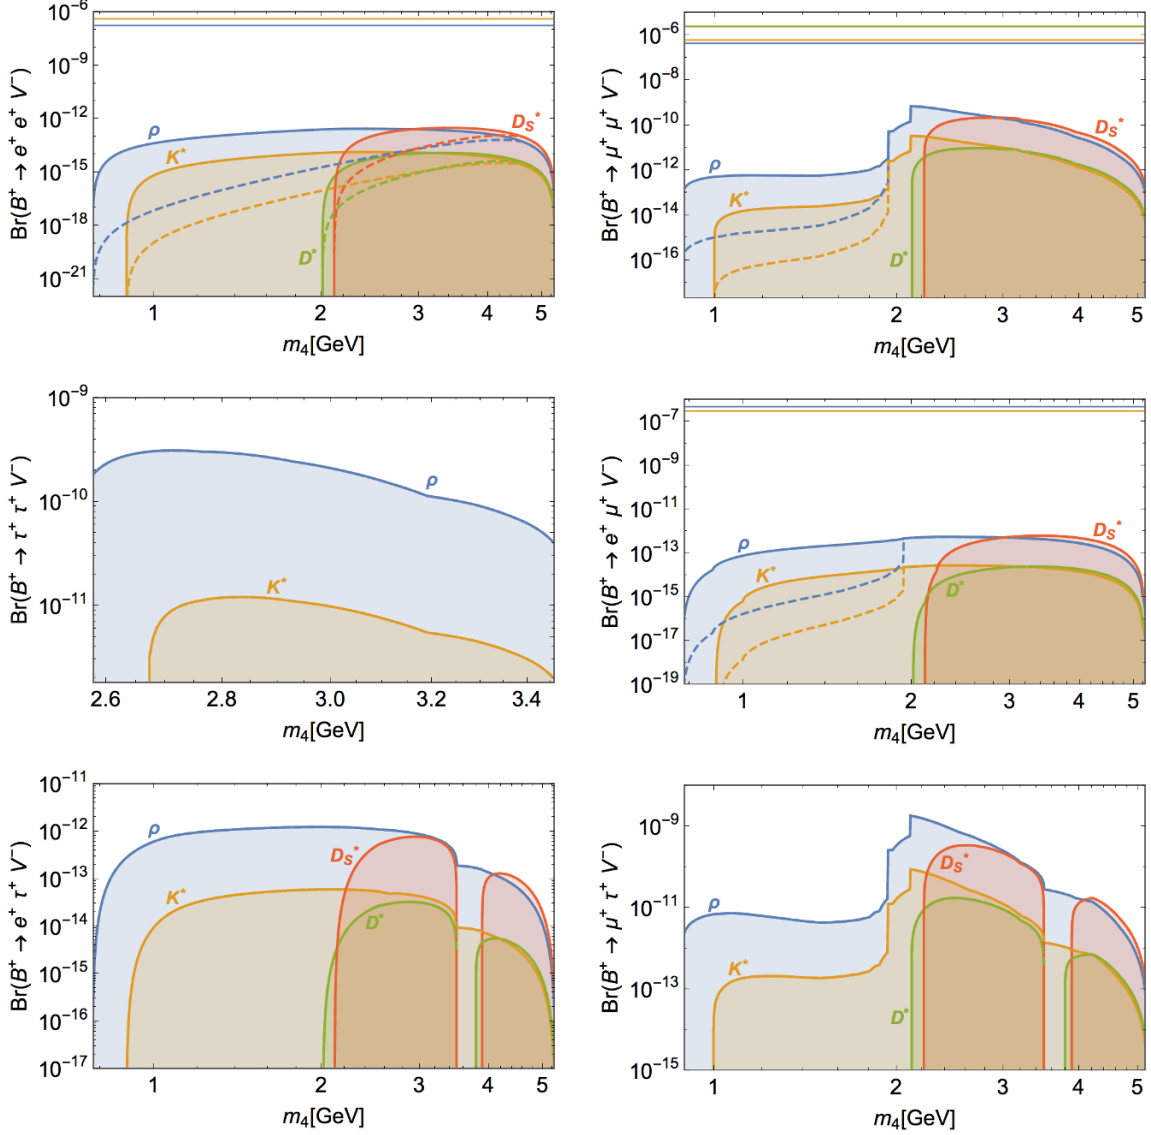 Br(B⁺ → e⁺ e⁺ V⁻)
10⁻⁶
10⁻⁹
10⁻¹²
10⁻¹⁵
10⁻¹⁸
10⁻²¹
ρ
K*
D*
D_S*
1 2 3 4 5
m₄[GeV]
Br(B⁺ → μ⁺ μ⁺ V⁻)
10⁻⁶
10⁻⁸
10⁻¹⁰
10⁻¹²
10⁻¹⁴
10⁻¹⁶
ρ
K*
D*
D_S*
1 2 3 4 5
m₄[GeV]
Br(B⁺ → τ⁺ τ⁺ V⁻)
10⁻⁹
10⁻¹⁰
10⁻¹¹
ρ
K*
2.6 2.8 3.0 3.2 3.4
m₄[GeV]
Br(B⁺ → e⁺ μ⁺ V⁻)
10⁻⁷
10⁻⁹
10⁻¹¹
10⁻¹³
10⁻¹⁵
10⁻¹⁷
10⁻¹⁹
ρ
K*
D*
D_S*
1 2 3 4 5
m₄[GeV]
Br(B⁺ → e⁺ τ⁺ V⁻)
10⁻¹¹
10⁻¹²
10⁻¹³
10⁻¹⁴
10⁻¹⁵
10⁻¹⁶
10⁻¹⁷
ρ
K*
D_S*
D*
1 2 3 4 5
m₄[GeV]
Br(B⁺ → μ⁺ τ⁺ V⁻)
10⁻⁹
10⁻¹¹
10⁻¹³
10⁻¹⁵
ρ
K*
D_S*
D*
1 2 3 4 5
m₄[GeV]